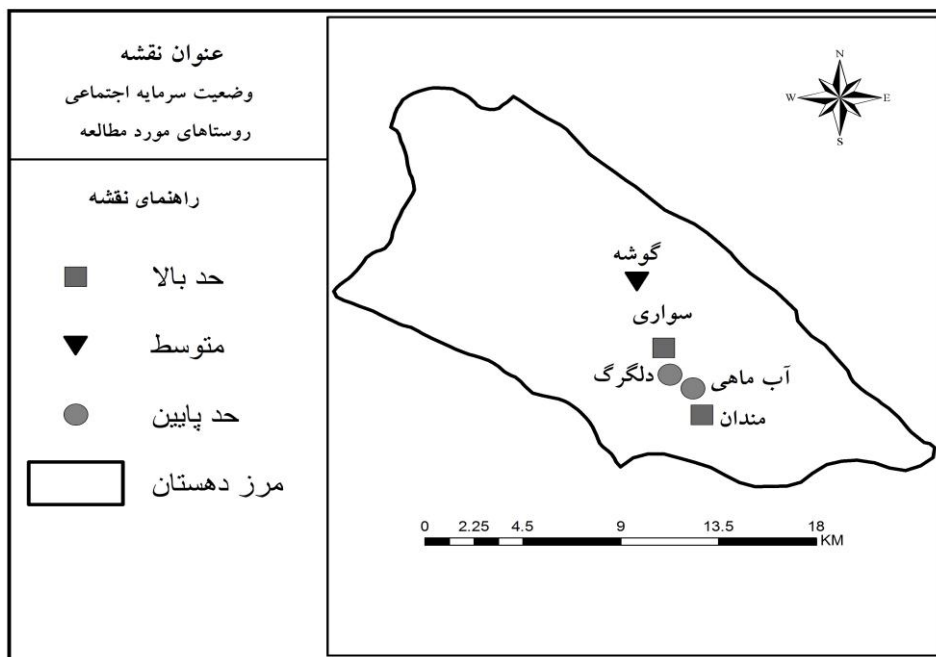 عنوان نقشه
وضعیت سرمایه اجتماعی
روستاهای مورد مطالعه
راهنمای نقشه
حد بالا
متوسط
حد پایین
مرز دهستان
N
W E
S
گوشه
سواری
دلگرگ
آب ماهی
مندان
0 2.25 4.5 9 13.5 18
KM